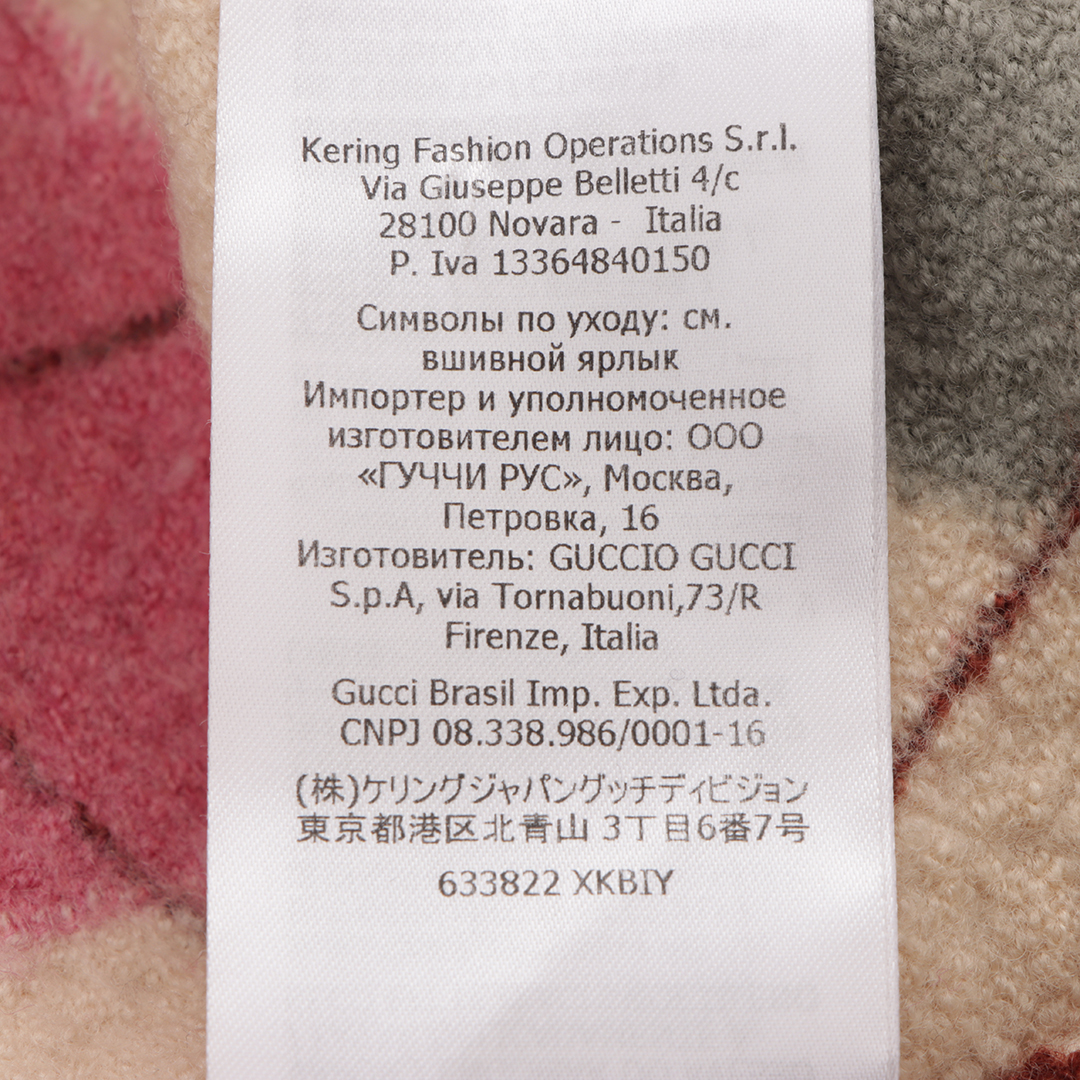 Kering Fashion Operations S.r.l.
Via Giuseppe Belletti 4/c
28100 Novara - Italia
P. Iva 13364840150
Символы по уходу: см.
вшивной ярлык
Импортер и уполномоченное
изготовителем лицо: ООО
«ГУЧЧИ РУС», Москва,
Петровка, 16
Изготовитель: GUCCIO GUCCI
S.p.A, via Tornabuoni,73/R
Firenze, Italia
Gucci Brasil Imp. Exp. Ltda.
CNPJ 08.338.986/0001-16
(株)ケリングジャパングッチディビジョン
東京都港区北青山 3丁目6番7号
633822 XKBIY